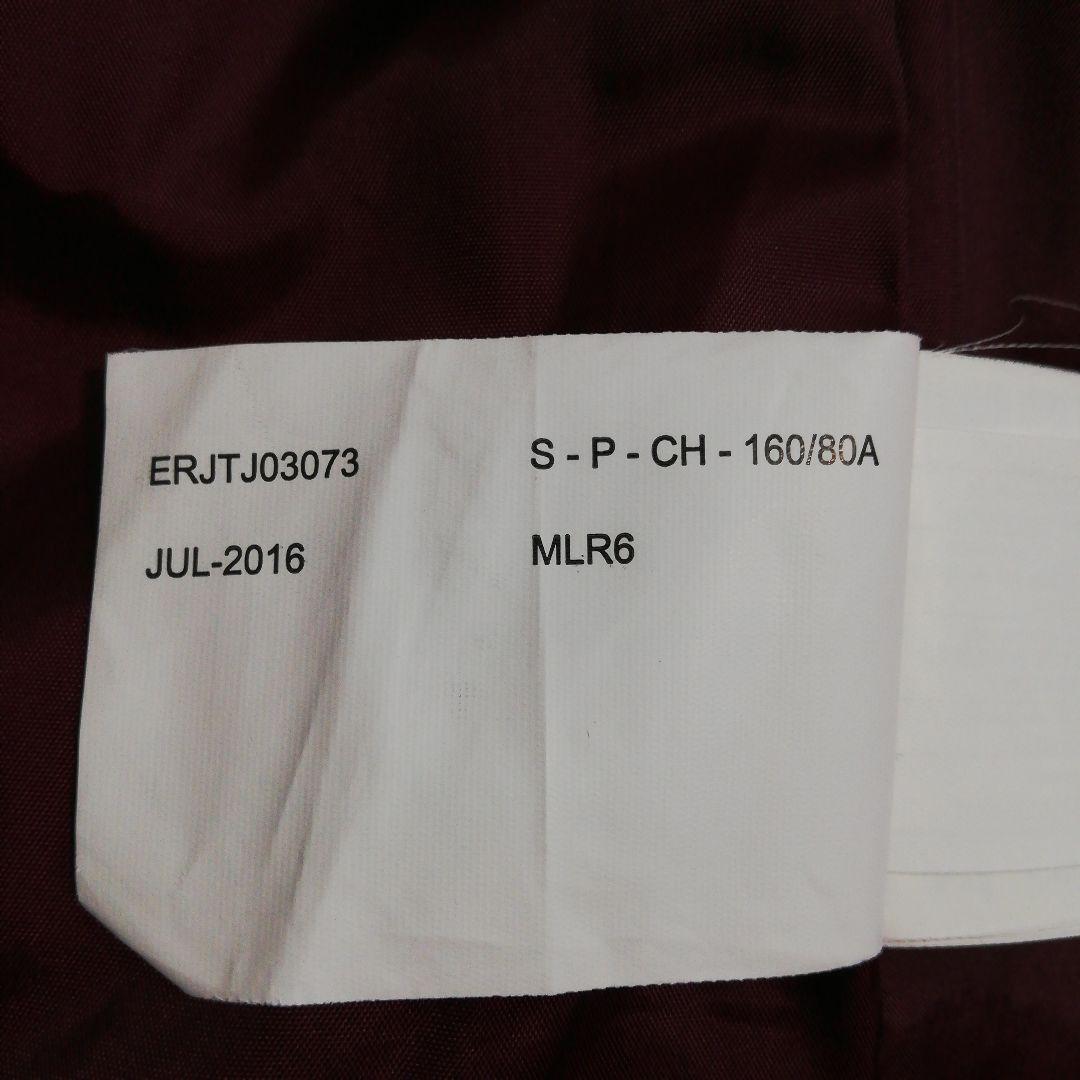 ERJTJ03073 S - P - CH - 160/80A
JUL-2016 MLR6